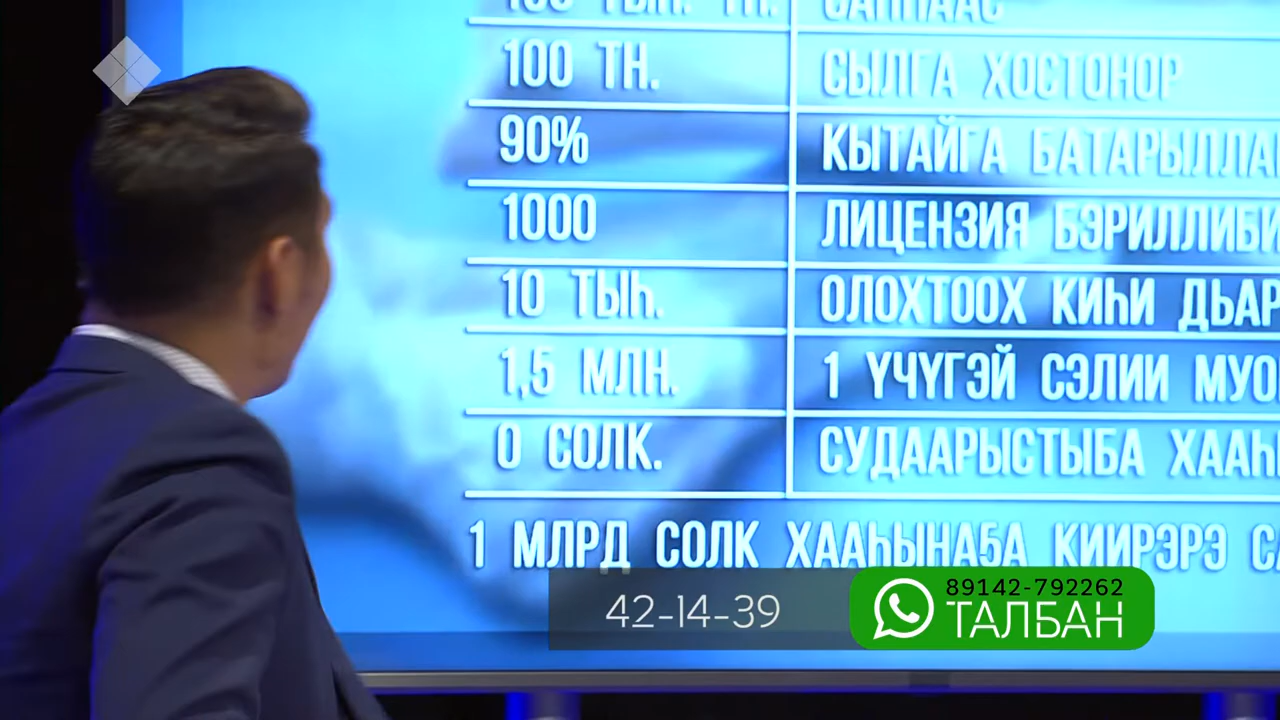 100 ТН. СЫЛГА ХОСТОНОР
90% КЫТАЙГА БАТАРЫЛЛА
1000 ЛИЦЕНЗИЯ БЭРИЛЛИБИ
10 ТЫҺ. ОЛОХТООХ КИҺИ ДЬАР
1,5 МЛН. 1 ҮЧҮГЭЙ СЭЛИИ МУО
0 СОЛК. СУДААРЫСТЫБА ХААҺ
1 МЛРД СОЛК ХААҺЫНА5А КИИРЭРЭ
42-14-39
89142-792262
ТАЛБАН